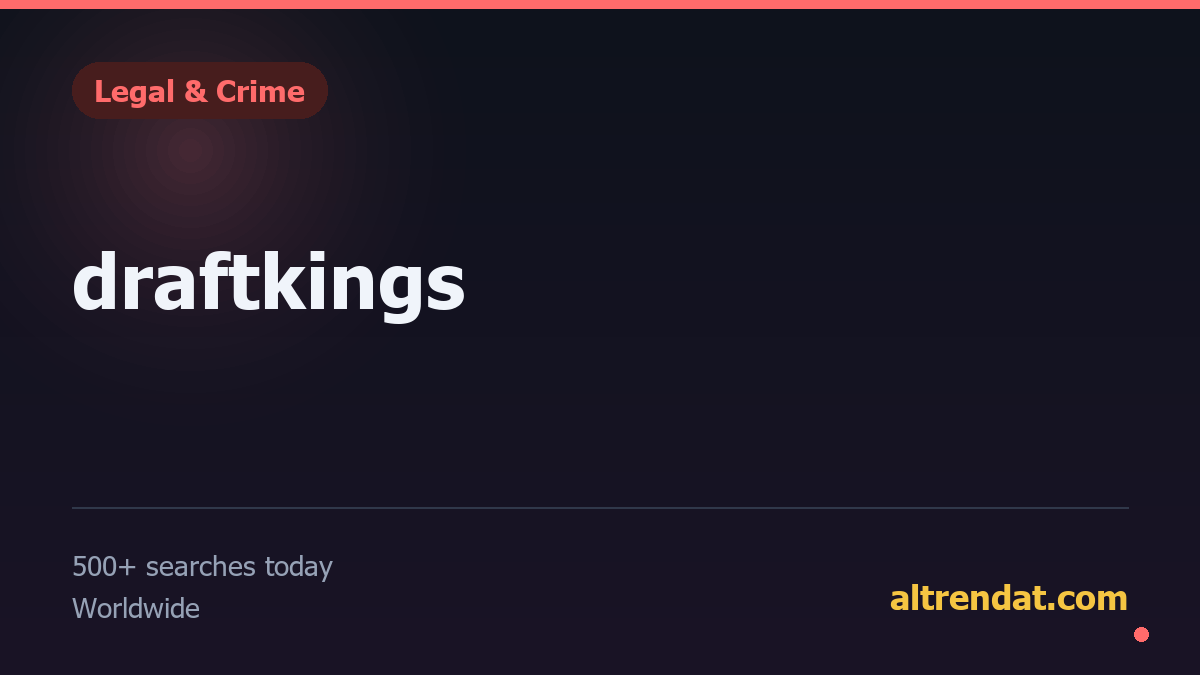 Legal & Crime
draftkings
500+ searches today
Worldwide
altrendat.com